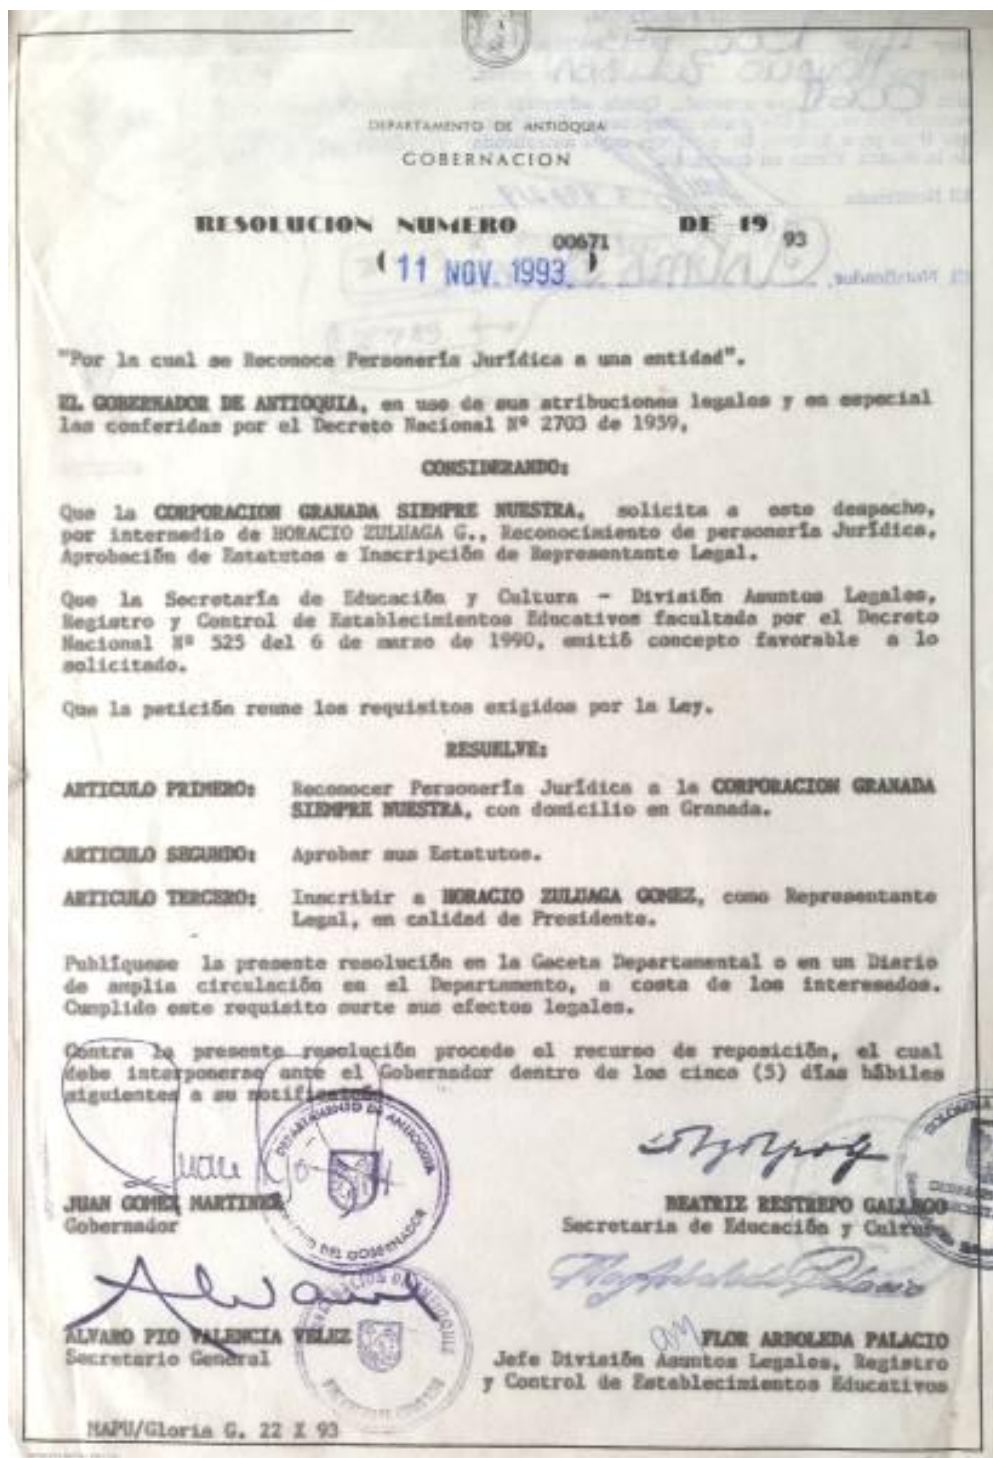 DEPARTAMENTO DE ANTIOQUIA
GOBERNACION
RESOLUCION NUMERO 00671 DE 19 93
( 11 NOV. 1993 )
"Por la cual se Reconoce Personería Jurídica a una entidad".
EL GOBERNADOR DE ANTIOQUIA, en uso de sus atribuciones legales y en especial
las conferidas por el Decreto Nacional Nº 2703 de 1959,
CONSIDERANDO:
Que la CORPORACION GRANADA SIEMPRE NUESTRA, solicita a este despacho,
por intermedio de HORACIO ZULUAGA G., Reconocimiento de personería Jurídica,
Aprobación de Estatutos e Inscripción de Representante Legal.
Que la Secretaría de Educación y Cultura - División Asuntos Legales,
Registro y Control de Establecimientos Educativos facultada por el Decreto
Nacional Nº 525 del 6 de marzo de 1990, emitió concepto favorable a lo
solicitado.
Que la petición reune los requisitos exigidos por la Ley.
RESUELVE:
ARTICULO PRIMERO: Reconocer Personería Jurídica a la CORPORACION GRANADA
SIEMPRE NUESTRA, con domicilio en Granada.
ARTICULO SEGUNDO: Aprobar sus Estatutos.
ARTICULO TERCERO: Inscribir a HORACIO ZULUAGA GOMEZ, como Representante
Legal, en calidad de Presidente.
Publíquese la presente resolución en la Gaceta Departamental o en un Diario
de amplia circulación en el Departamento, a costa de los interesados.
Cumplido este requisito surte sus efectos legales.
Contra la presente resolución procede el recurso de reposición, el cual
debe interponerse ante el Gobernador dentro de los cinco (5) días hábiles
siguientes a su notificación.
DEPARTAMENTO DE ANTIOQUIA
DEL GOBERNADOR
JUAN GOMEZ MARTINEZ
Gobernador
BEATRIZ RESTREPO GALLEGO
Secretaria de Educación y Cultura
ALVARO PIO VALENCIA VELEZ
Secretario General
FLOR ARBOLEDA PALACIO
Jefe División Asuntos Legales, Registro
y Control de Establecimientos Educativos
MAPU/Gloria G. 22 X 93